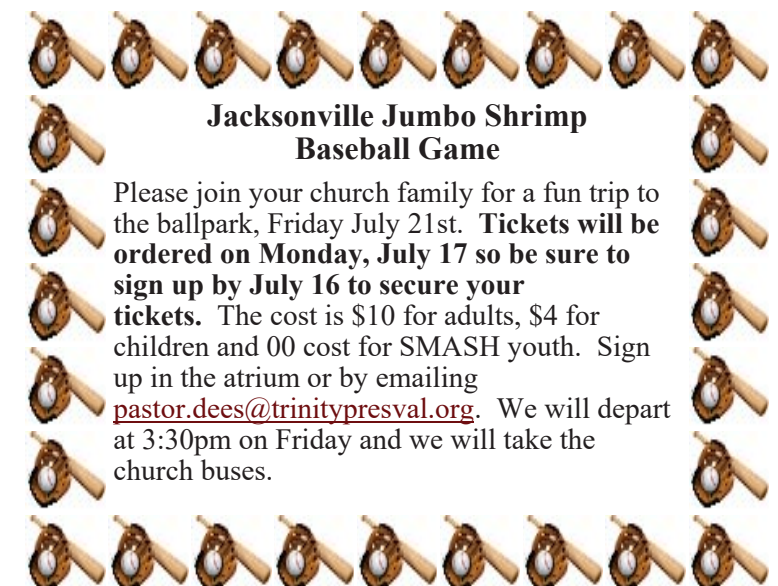 Jacksonville Jumbo Shrimp
Baseball Game
Please join your church family for a fun trip to
the ballpark, Friday July 21st.  Tickets will be
ordered on Monday, July 17 so be sure to
sign up by July 16 to secure your
tickets.  The cost is $10 for adults, $4 for
children and 00 cost for SMASH youth.  Sign
up in the atrium or by emailing
pastor.dees@trinitypresval.org.  We will depart
at 3:30pm on Friday and we will take the
church buses.